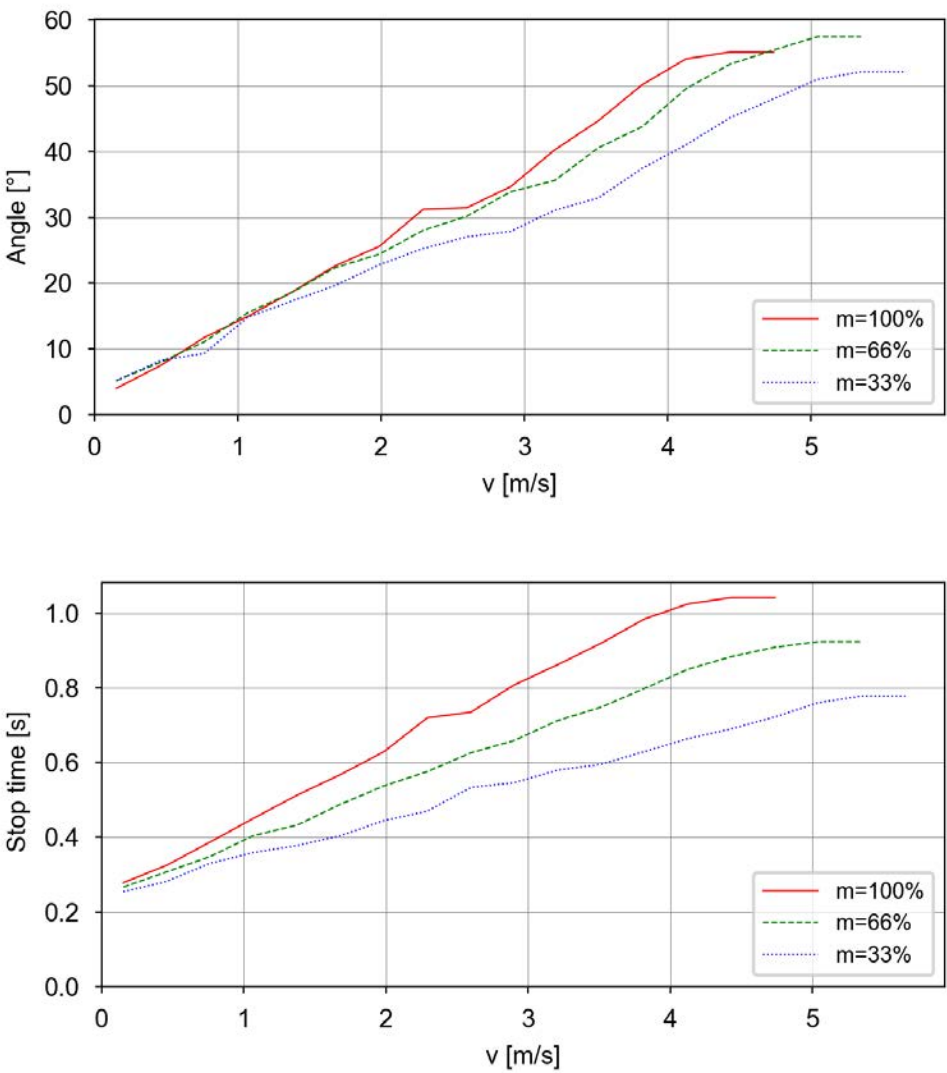 60
50
40
30
20
10
0
Angle [°]
0 1 2 3 4 5
v [m/s]
m=100%
m=66%
m=33%
1.0
0.8
0.6
0.4
0.2
0.0
Stop time [s]
0 1 2 3 4 5
v [m/s]
m=100%
m=66%
m=33%